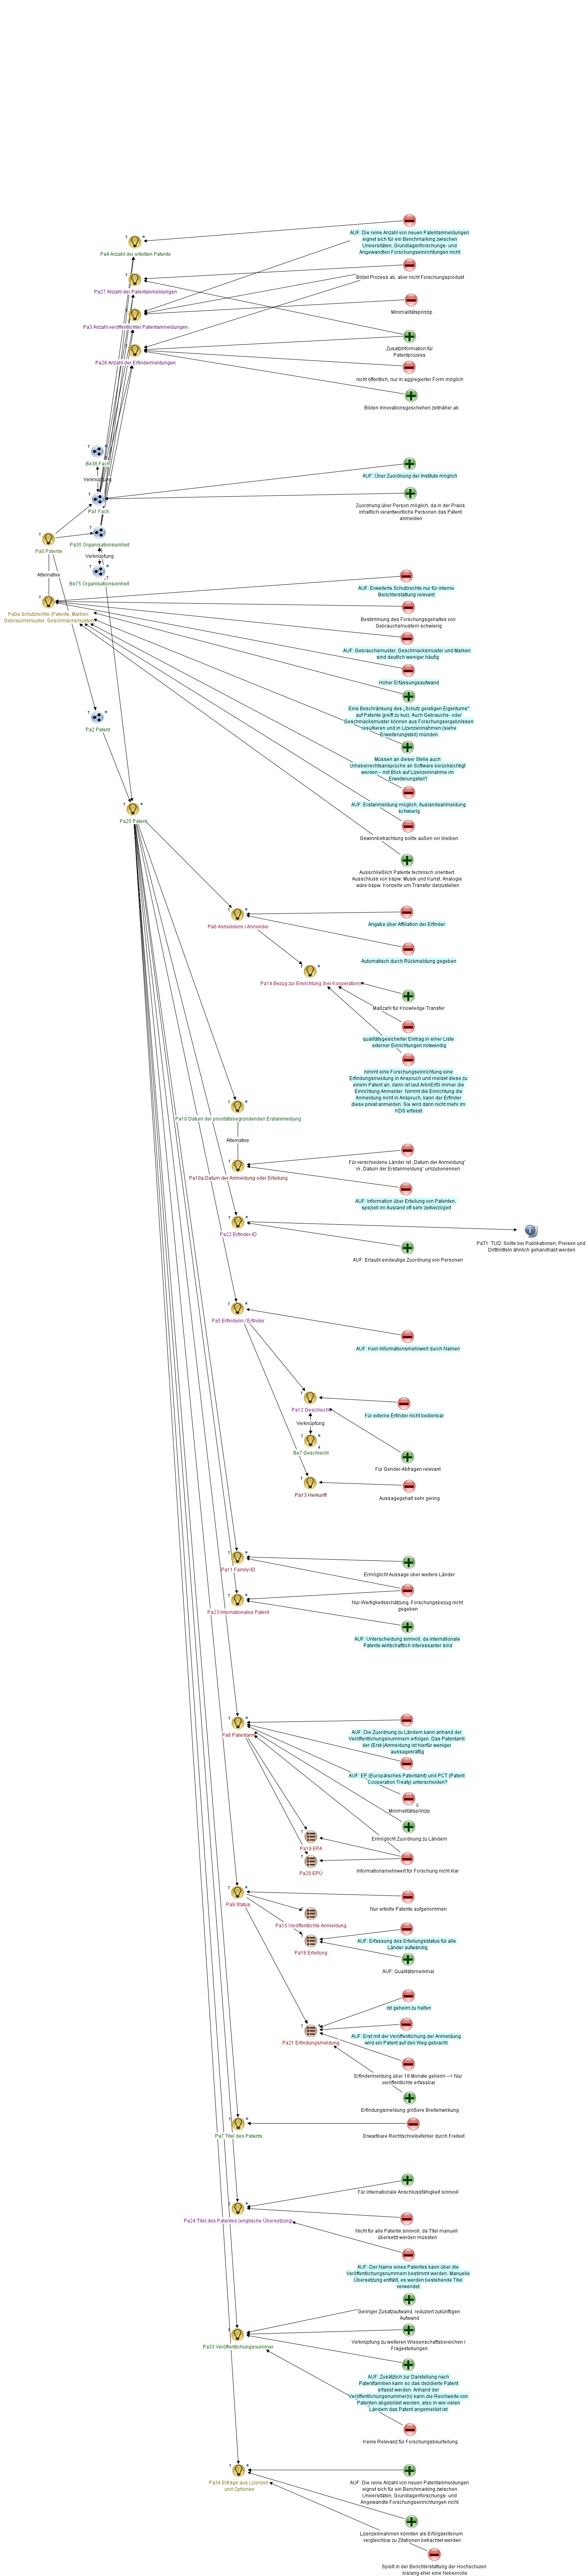 AUF: Die reine Anzahl von neuen Patentanmeldungen
eignet sich für ein Benchmarking zwischen
Universitäten, Grundlagenforschungs- und
Angewandten Forschungseinrichtungen nicht.
Pa4 Anzahl der erteilten Patente
Bildet Prozess ab, aber nicht Forschungsprodukt
Pa27 Anzahl der Patentanmeldungen
Minimalitätsprinzip
Pa3 Anzahl veröffentlichter Patentanmeldungen
Zusatzinformation für
Patentprozess
Pa26 Anzahl der Erfindermeldungen
nicht öffentlich, nur in aggregierter Form möglich
Bilden Innovationsgeschehen zeitnäher ab
Be38 Fach
Verknüpfung
AUF: Über Zuordnung der Institute möglich
Pa1 Fach
Zuordnung über Person möglich, da in der Praxis
inhaltlich verantwortliche Personen das Patent
anmelden
Pa35 Organisationseinheit
Pa0 Patente
Verknüpfung
Alternative
Be75 Organisationseinheit
AUF: Erweiterte Schutzrechte nur für interne
Berichterstattung relevant.
Pa0a Schutzrechte (Patente, Marken,
Gebrauchsmuster, Geschmacksmuster)
Bestimmung des Forschungsgehaltes von
Gebrauchsmustern schwierig
AUF: Gebrauchsmuster, Geschmacksmuster und Marken
sind deutlich weniger häufig
Hoher Erfassungsaufwand
Eine Beschränkung des „Schutz geistigen Eigentums“
auf Patente greift zu kurz. Auch Gebrauchs- oder
Geschmacksmuster können aus Forschungsergebnissen
resultieren und in Lizenzeinnahmen (siehe
Erweiterungsteil) münden.
Pa2 Patent
Müssen an dieser Stelle auch
Urheberrechtsansprüche an Software berücksichtigt
werden – mit Blick auf Lizenzeinnahme im
Erweiterungsteil?
AUF: Erstanmeldung möglich, Auslandsanmeldung
schwierig
Pa25 Patent
Gewinnbetrachtung sollte außen vor bleiben
Ausschließlich Patente technisch orientiert.
Ausschluss von bspw. Musik und Kunst. Analogie
wäre bspw. Konzerte um Transfer darzustellen
Pa6 Anmelderin / Anmelder
Angabe über Affiliation der Erfinder
Automatisch durch Rückmeldung gegeben
Pa14 Bezug zur Einrichtung (bei Kooperation)
Maßzahl für Knowledge Transfer
qualitätsgesicherter Eintrag in einer Liste
externer Einrichtungen notwendig
nimmt eine Forschungseinrichtung eine
Erfindungsmeldung in Anspruch und meldet diese zu
einem Patent an, dann ist laut ArbnErfG immer die
Einrichtung Anmelder. Nimmt die Einrichtung die
Anmeldung nicht in Anspruch, kann der Erfinder
diese privat anmelden. Sie wird dann nicht mehr im
KDS erfasst.
Pa10 Datum der prioritätsbegründenden Erstanmeldung
Alternative
Für verschiedene Länder ist „Datum der Anmeldung“
in „Datum der Erstanmeldung“ umzubenennen
Pa10a Datum der Anmeldung oder Erteilung
AUF: Information über Erteilung von Patenten,
speziell im Ausland oft sehr zeitverzögert
Pa22 Erfinder-ID
PaT1: TUD: Sollte bei Publikationen, Preisen und
Drittmitteln ähnlich gehandhabt werden
AUF: Erlaubt eindeutige Zuordnung von Personen
Pa5 Erfinderin / Erfinder
AUF: Kein Informationsmehrwert durch Namen
Pa12 Geschlecht
Für externe Erfinder nicht bedienbar
Verknüpfung
Be7 Geschlecht
Für Gender-Abfragen relevant
Pa13 Herkunft
Aussagegehalt sehr gering
Pa11 Family-ID
Ermöglicht Aussage über weitere Länder
Nur Wertigkeitsschätzung, Forschungsbezug nicht
gegeben
Pa23 Internationales Patent
AUF: Unterscheidung sinnvoll, da internationale
Patente wirtschaftlich interessanter sind
AUF: Die Zuordnung zu Ländern kann anhand der
Veröffentlichungsnummern erfolgen. Das Patentamt
der (Erst-)Anmeldung ist hierfür weniger
aussagekräftig
Pa8 Patentamt
AUF: EP (Europäisches Patentamt) und PCT (Patent
Cooperation Treaty) unterscheiden?
Minimalitätsprinzip
Ermöglicht Zuordnung zu Ländern
Pa19 EPA
Informationsmehrwert für Forschung nicht klar
Pa20 EPÜ
Pa9 Status
Nur erteilte Patente aufgenommen
Pa15 Veröffentlichte Anmeldung
AUF: Erfassung des Erteilungsstatus für alle
Länder aufwändig
Pa18 Erteilung
AUF: Qualitätsmerkmal
ist geheim zu halten
AUF: Erst mit der Veröffentlichung der Anmeldung
wird ein Patent auf den Weg gebracht.
Pa21 Erfindungsmeldung
Erfindermeldung über 18 Monate geheim --> Nur
veröffentlichte erfassbar
Erfindungsmeldung größere Breitenwirkung
Pa7 Titel des Patents
Erwartbare Rechtschreibefehler durch Freitext
Für internationale Anschlussfähigkeit sinnvoll
Pa24 Titel des Patentes (englische Übersetzung)
Nicht für alle Patente sinnvoll, da Titel manuell
übersetzt werden müssten
AUF: Der Name eines Patentes kann über die
Veröffentlichungsnummern bestimmt werden. Manuelle
Übersetzung entfällt, es werden bestehende Titel
verwendet.
Geringer Zusatzaufwand, reduziert zukünftigen
Aufwand
Pa33 Veröffentlichungsnummer
Verknüpfung zu weiteren Wissenschaftsbereichen /
Fragestellungen
AUF: Zusätzlich zur Darstellung nach
Patentfamilien kann so das dezidierte Patent
erfasst werden. Anhand der
Veröffentlichungsnummer(n) kann die Reichweite von
Patenten abgebildet werden, also in wie vielen
Ländern das Patent angemeldet ist.
Keine Relevanz für Forschungsbeurteilung
Pa34 Erträge aus Lizenzen
und Optionen
AUF: Die reine Anzahl von neuen Patentanmeldungen
eignet sich für ein Benchmarking zwischen
Universitäten, Grundlagenforschungs- und
Angewandte Forschungseinrichtungen nicht.
Lizenzeinnahmen könnten als Erfolgskriterium
vergleichbar zu Zitationen betrachtet werden
Spielt in der Berichterstattung der Hochschulen
bislang eher eine Nebenrolle